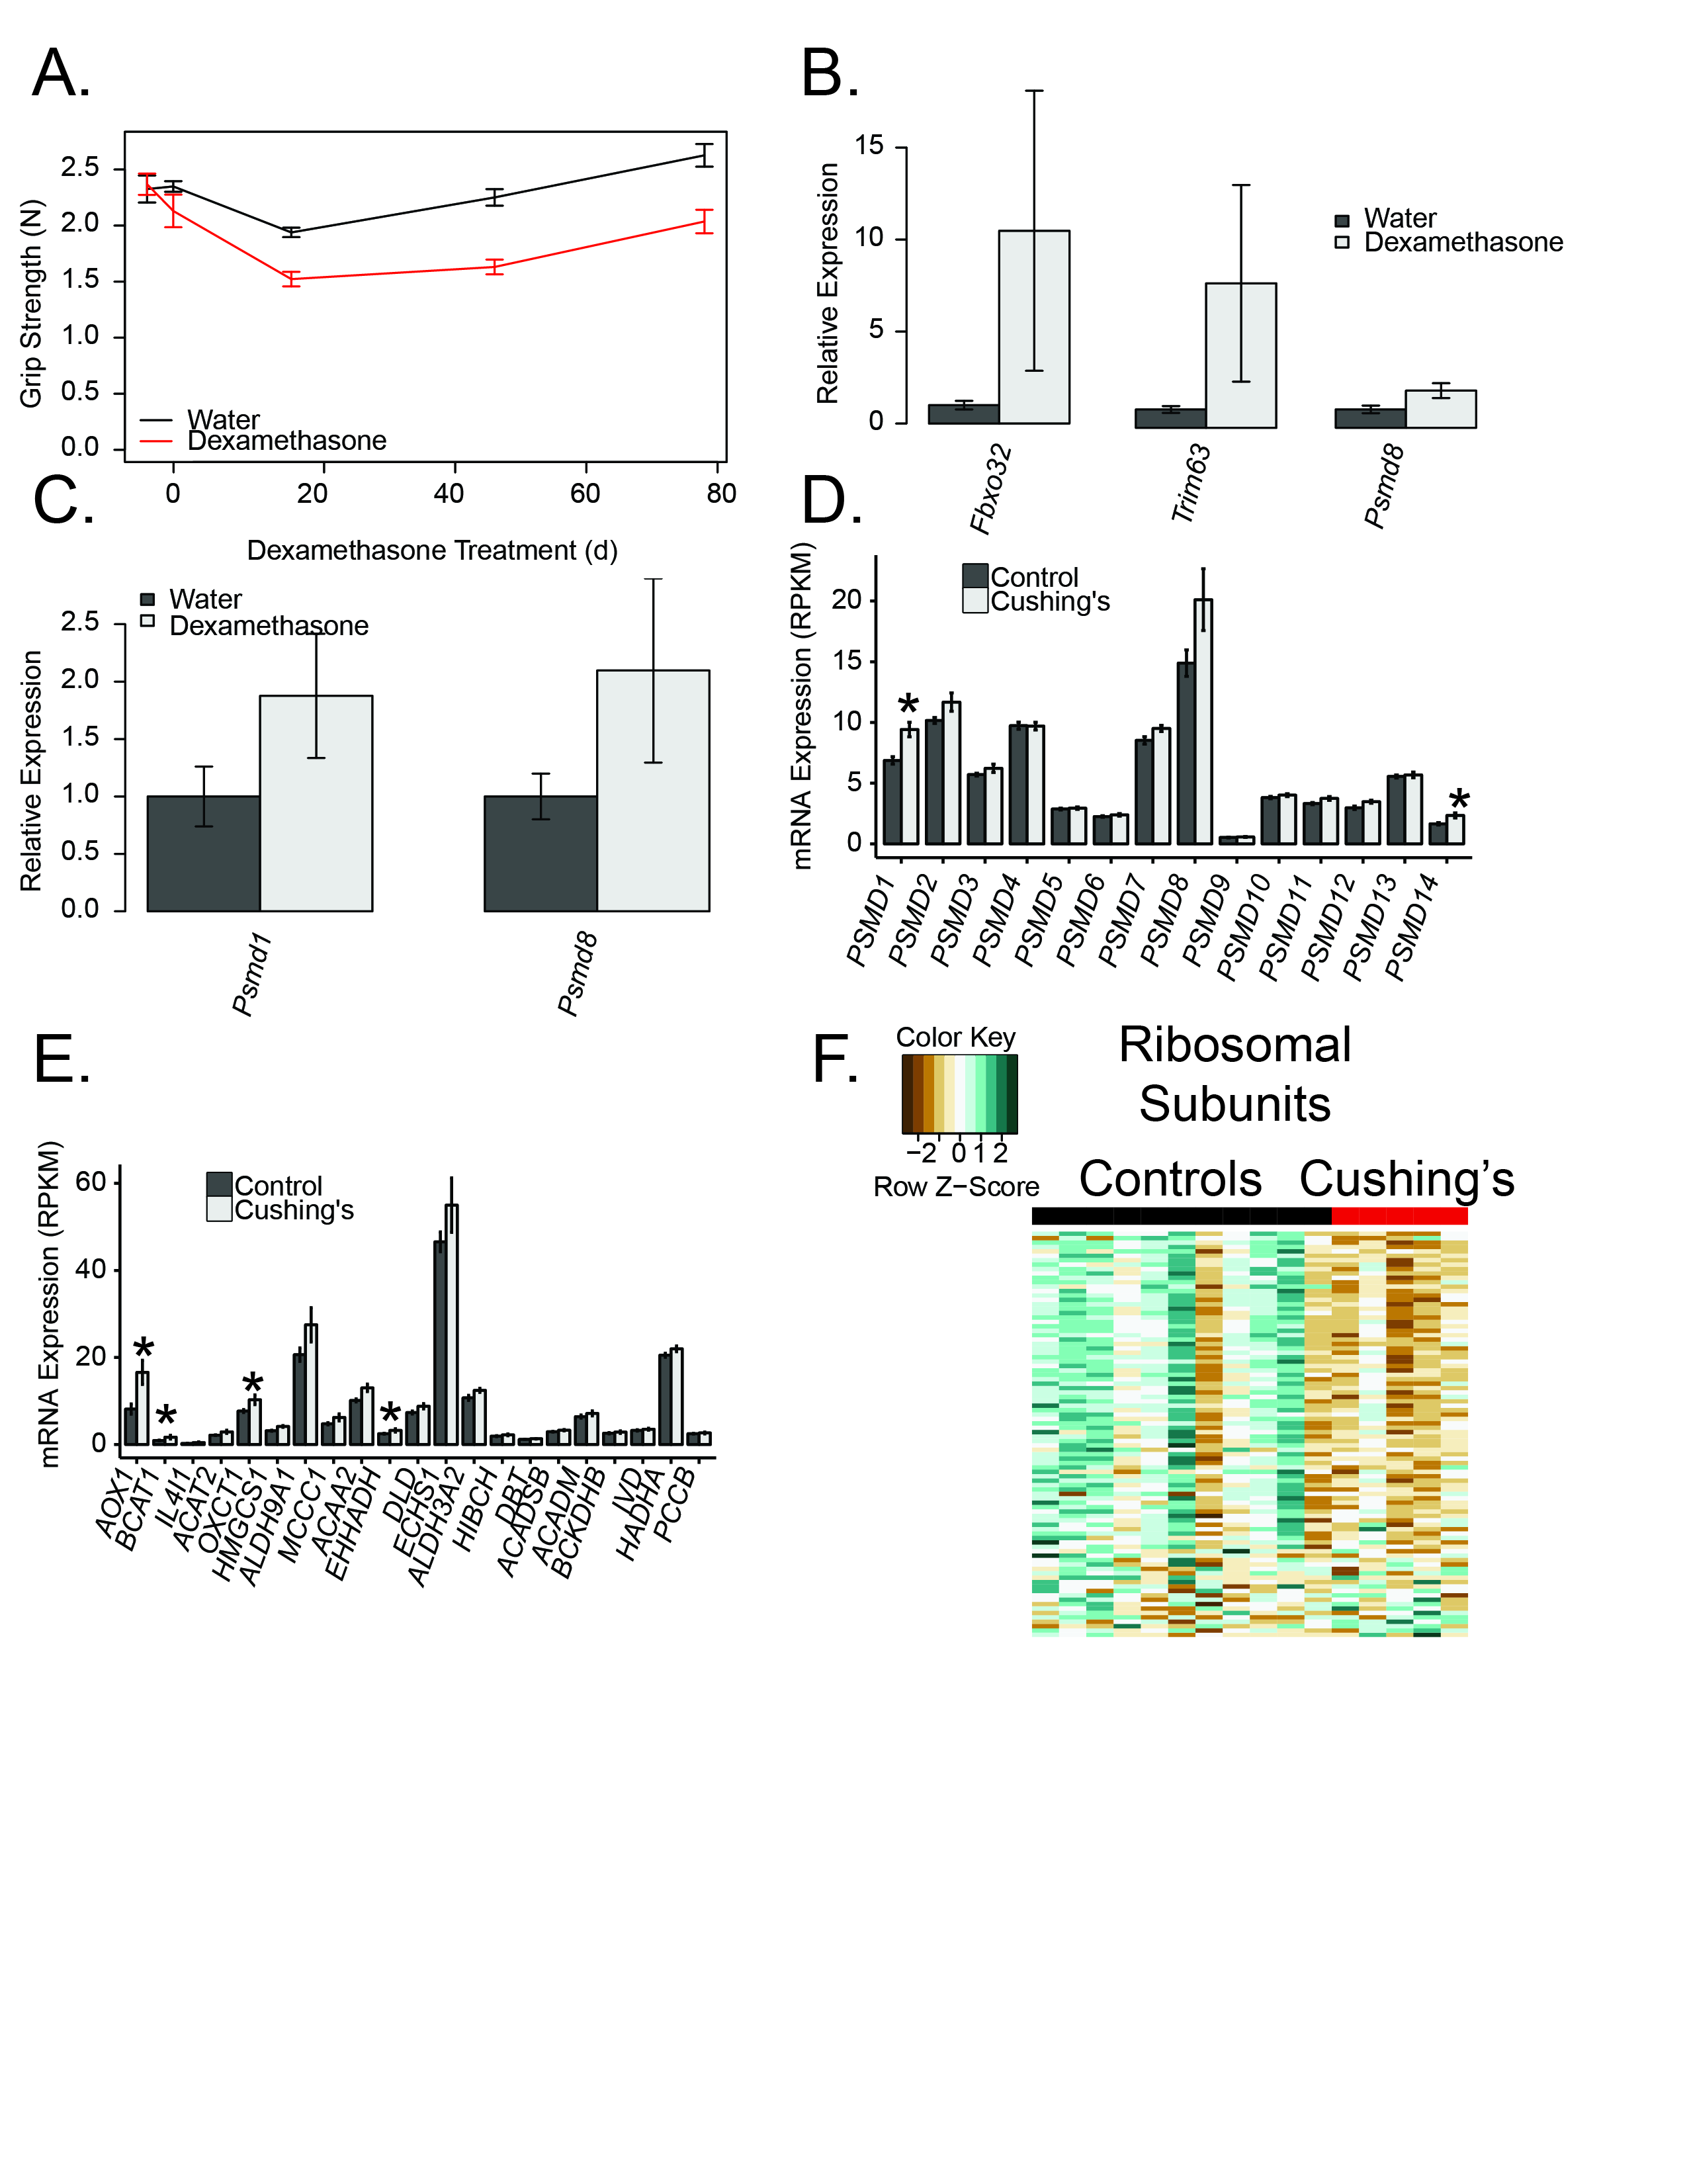 A.
Grip Strength (N)
2.5
2.0
1.5
1.0
0.5
0.0
Water
Dexamethasone
0 20 40 60 80
Dexamethasone Treatment (d)
B.
Relative Expression
15
10
5
0
Water
Dexamethasone
Fbxo32 Trim63 Psmd8
C.
Relative Expression
Water
Dexamethasone
2.5
2.0
1.5
1.0
0.5
0.0
Psmd1 Psmd8
D.
mRNA Expression (RPKM)
Control
Cushing's
20
15
10
5
0
* *
PSMD1 PSMD2 PSMD3 PSMD4 PSMD5 PSMD6 PSMD7 PSMD8 PSMD9 PSMD10 PSMD11 PSMD12 PSMD13 PSMD14
E.
mRNA Expression (RPKM)
Control
Cushing's
60
40
20
0
* * * *
AOX1 BCAT1 IL4I1 ACAT2 OXCT1 HMGCS1 ALDH9A1 MCCC1 ACAA2 EHHADH DLD ECHS1 ALDH3A2 HIBCH DBT ACADSB ACADM BCKDHB IVD HADHA PCCB
F.
Color Key
−2 0 1 2
Row Z−Score
Ribosomal
Subunits
Controls Cushing’s